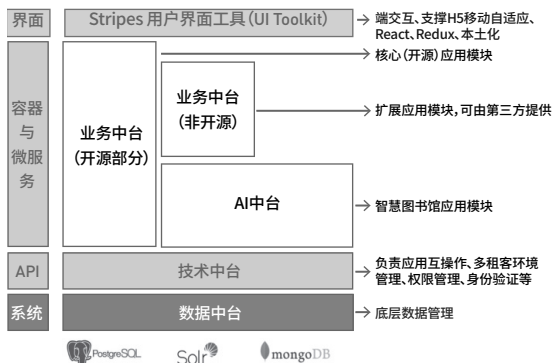 界面
Stripes 用户界面工具（UI Toolkit）
端交互、支撑H5移动自适应、
React、Redux、本土化
核心（开源）应用模块
容器
与
微服
务
业务中台
（开源部分）
业务中台
（非开源）
扩展应用模块，可由第三方提供
AI中台
智慧图书馆应用模块
API
技术中台
负责应用互操作、多租客环境
管理、权限管理、身份验证等
系统
数据中台
底层数据管理
PostgreSQL
Solr
mongoDB